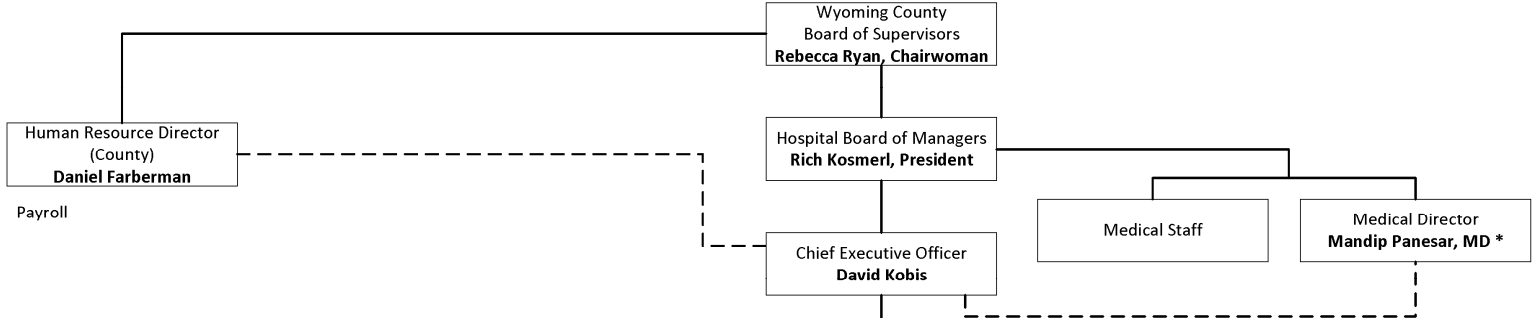 Wyoming County
Board of Supervisors
Rebecca Ryan, Chairwoman
Human Resource Director
(County)
Daniel Farberman
Payroll
Hospital Board of Managers
Rich Kosmerl, President
Medical Staff
Medical Director
Mandip Panesar, MD *
Chief Executive Officer
David Kobis